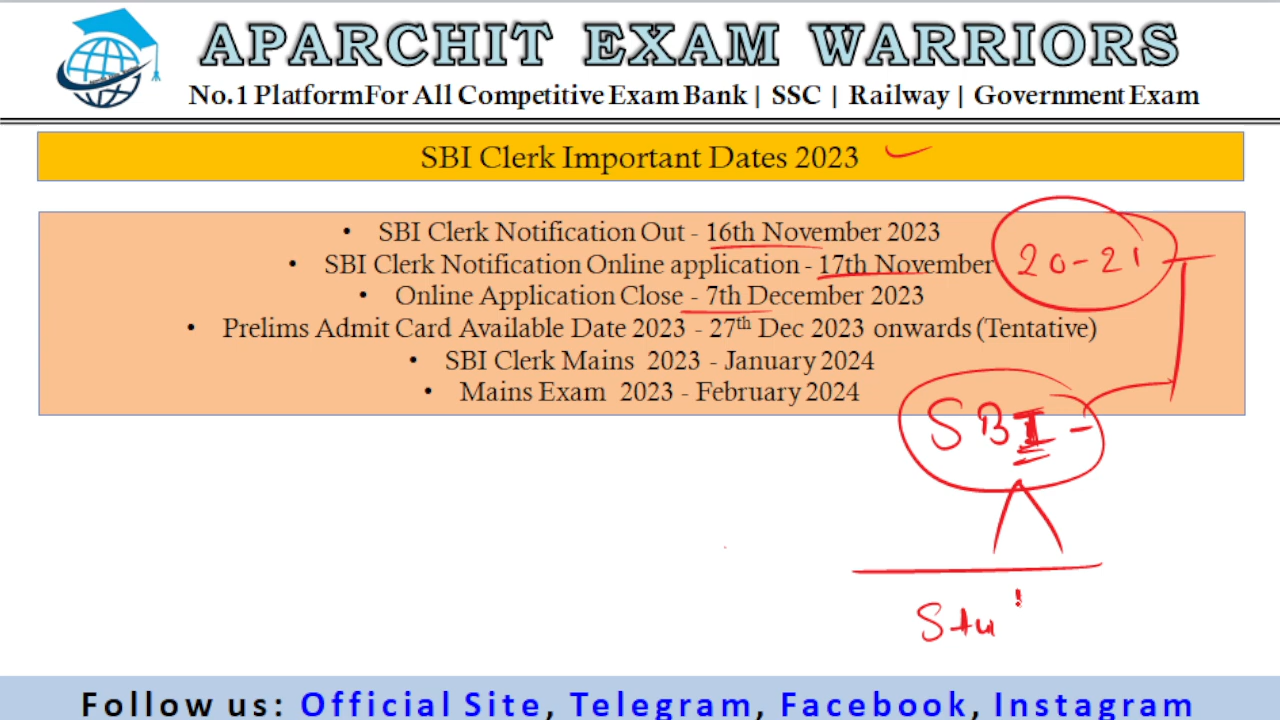 APARCHIT EXAM WARRIORS
No.1 PlatformFor All Competitive Exam Bank | SSC | Railway | Government Exam
SBI Clerk Important Dates 2023
• SBI Clerk Notification Out - 16th November 2023
• SBI Clerk Notification Online application - 17th November
20-21
• Online Application Close - 7th December 2023
• Prelims Admit Card Available Date 2023 - 27th Dec 2023 onwards (Tentative)
• SBI Clerk Mains 2023 - January 2024
• Mains Exam 2023 - February 2024
SBI -
Stu
Follow us: Official Site, Telegram, Facebook, Instagram